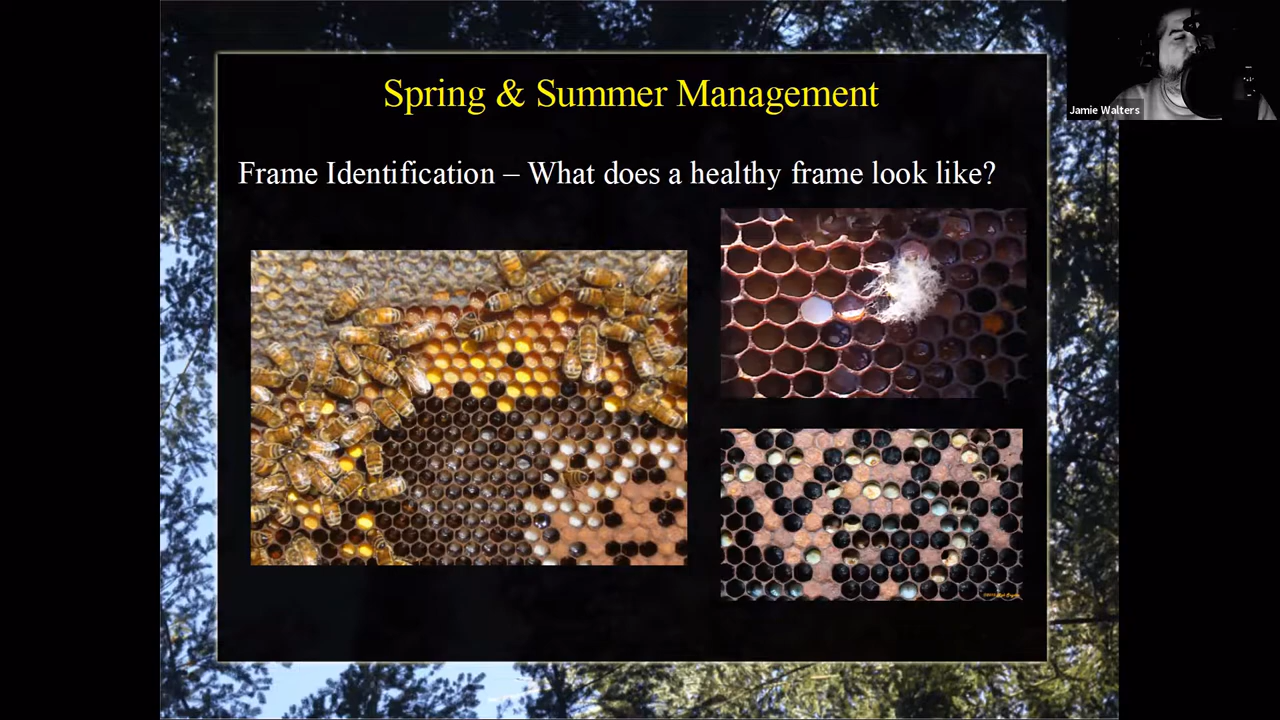 Spring & Summer Management
Jamie Walters
Frame Identification – What does a healthy frame look like?